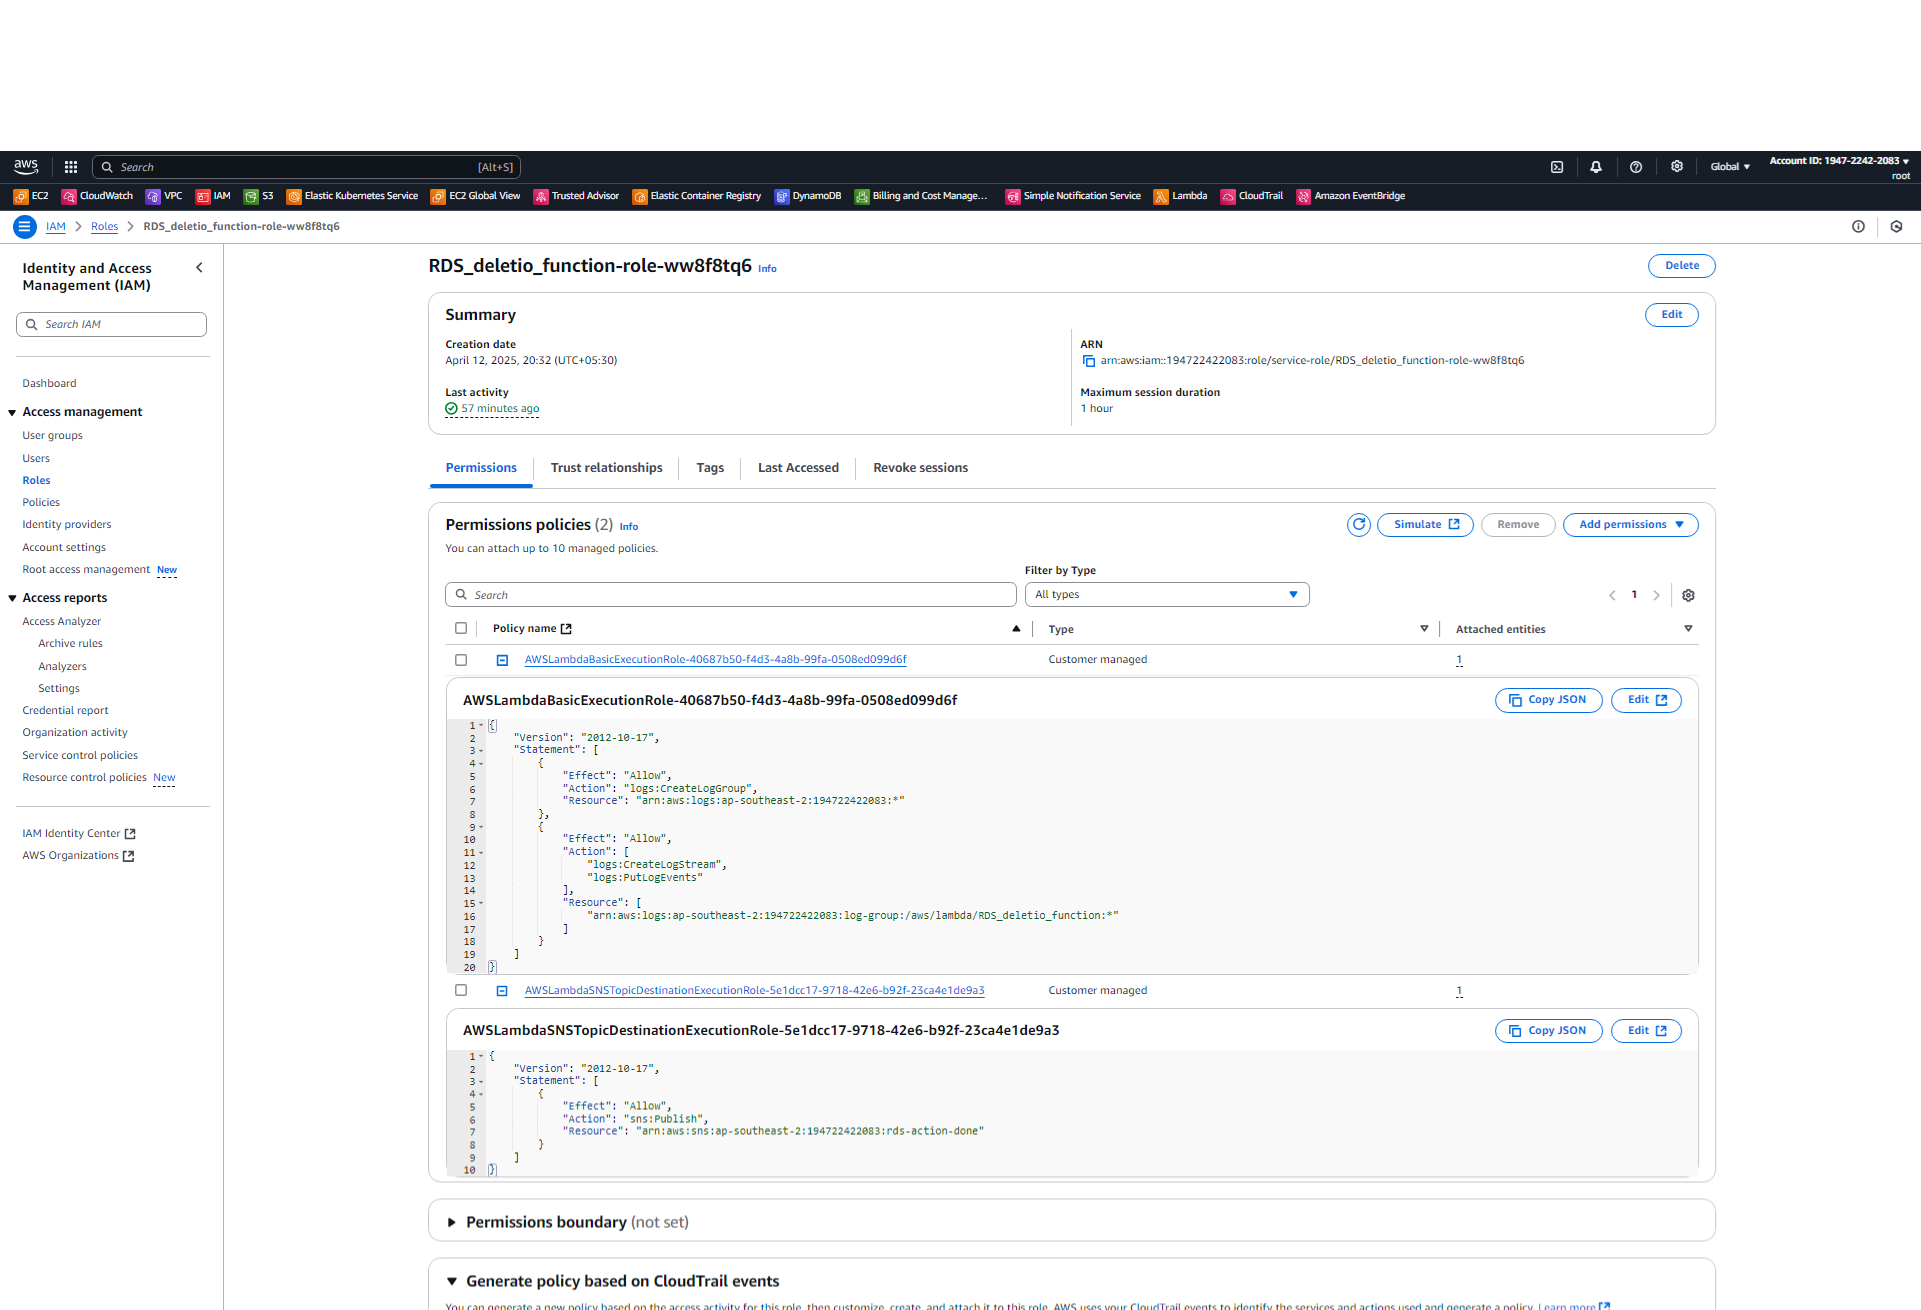 aws
Search [Alt+S]
Global
Account ID: 1947-2242-2083
root
EC2 CloudWatch VPC IAM S3 Elastic Kubernetes Service EC2 Global View Trusted Advisor Elastic Container Registry DynamoDB Billing and Cost Manage... Simple Notification Service Lambda CloudTrail Amazon EventBridge
IAM > Roles > RDS_deletio_function-role-ww8f8tq6
Identity and Access Management (IAM)
Search IAM
Dashboard
Access management
User groups
Users
Roles
Policies
Identity providers
Account settings
Root access management New
Access reports
Access Analyzer
Archive rules
Analyzers
Settings
Credential report
Organization activity
Service control policies
Resource control policies New
IAM Identity Center
AWS Organizations
RDS_deletio_function-role-ww8f8tq6 Info
Delete
Summary
Edit
Creation date
April 12, 2025, 20:32 (UTC+05:30)
Last activity
57 minutes ago
ARN
arn:aws:iam::194722422083:role/service-role/RDS_deletio_function-role-ww8f8tq6
Maximum session duration
1 hour
Permissions Trust relationships Tags Last Accessed Revoke sessions
Permissions policies (2) Info
You can attach up to 10 managed policies.
Simulate Remove Add permissions
Filter by Type
Search
All types
1
Policy name Type Attached entities
AWSLambdaBasicExecutionRole-40687b50-f4d3-4a8b-99fa-0508ed099d6f Customer managed 1
AWSLambdaBasicExecutionRole-40687b50-f4d3-4a8b-99fa-0508ed099d6f
Copy JSON Edit
1 {
2 "Version": "2012-10-17",
3 "Statement": [
4 {
5 "Effect": "Allow",
6 "Action": "logs:CreateLogGroup",
7 "Resource": "arn:aws:logs:ap-southeast-2:194722422083:*"
8 },
9 {
10 "Effect": "Allow",
11 "Action": [
12 "logs:CreateLogStream",
13 "logs:PutLogEvents"
14 ],
15 "Resource": [
16 "arn:aws:logs:ap-southeast-2:194722422083:log-group:/aws/lambda/RDS_deletio_function:*"
17 ]
18 }
19 ]
20 }
AWSLambdaSNSTopicDestinationExecutionRole-5e1dcc17-9718-42e6-b92f-23ca4e1de9a3 Customer managed 1
AWSLambdaSNSTopicDestinationExecutionRole-5e1dcc17-9718-42e6-b92f-23ca4e1de9a3
Copy JSON Edit
1 {
2 "Version": "2012-10-17",
3 "Statement": [
4 {
5 "Effect": "Allow",
6 "Action": "sns:Publish",
7 "Resource": "arn:aws:sns:ap-southeast-2:194722422083:rds-action-done"
8 }
9 ]
10 }
Permissions boundary (not set)
Generate policy based on CloudTrail events
You can generate a new policy based on the access activity for this role, then customize, create, and attach it to this role. AWS uses your CloudTrail events to identify the services and actions used and generate a policy. Learn more